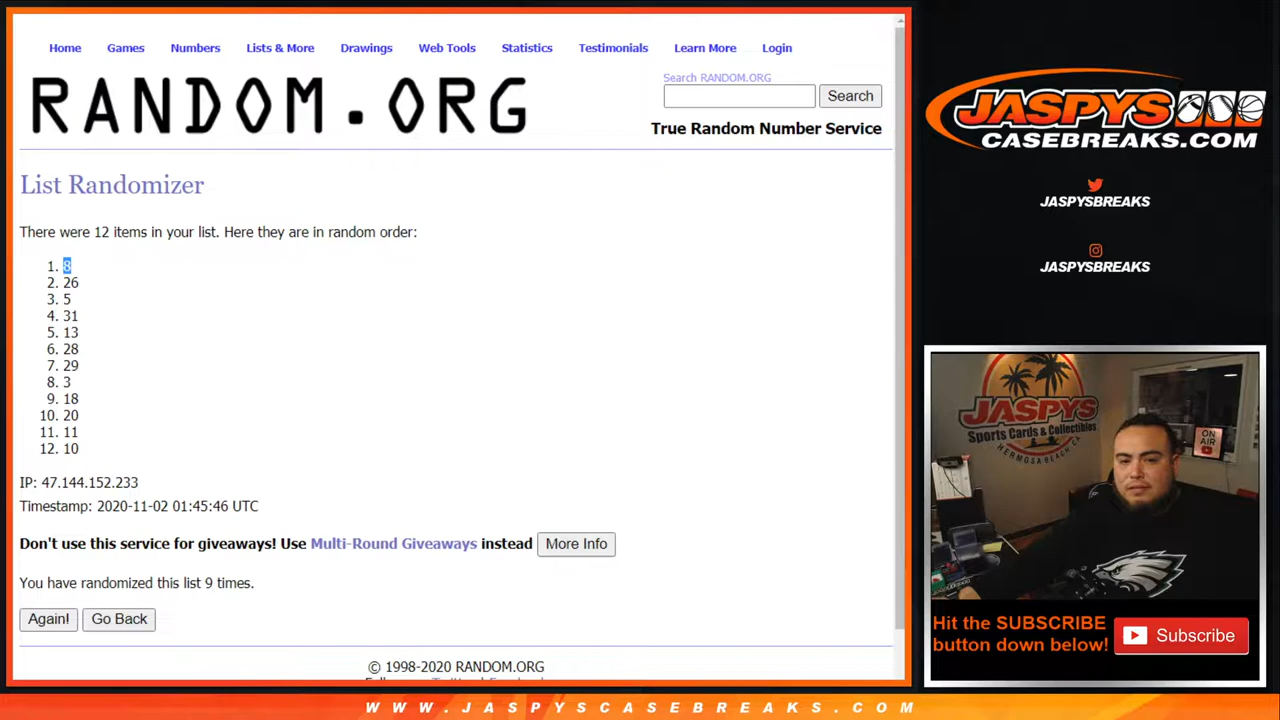 Home Games Numbers Lists & More Drawings Web Tools Statistics Testimonials Learn More Login
RANDOM.ORG
Search RANDOM.ORG
Search
True Random Number Service
List Randomizer
There were 12 items in your list. Here they are in random order:
1. 8
2. 26
3. 5
4. 31
5. 13
6. 28
7. 29
8. 3
9. 18
10. 20
11. 11
12. 10
IP: 47.144.152.233
Timestamp: 2020-11-02 01:45:46 UTC
Don't use this service for giveaways! Use Multi-Round Giveaways instead More Info
You have randomized this list 9 times.
Again! Go Back
© 1998-2020 RANDOM.ORG
JASPYS
CASEBREAKS.COM
JASPYSBREAKS
JASPYSBREAKS
JASPYS
Sports Cards & Collectibles
HERMOSA BEACH, CA
ON
AIR
Hit the SUBSCRIBE
button down below!
Subscribe
WWW.JASPYSCASEBREAKS.COM